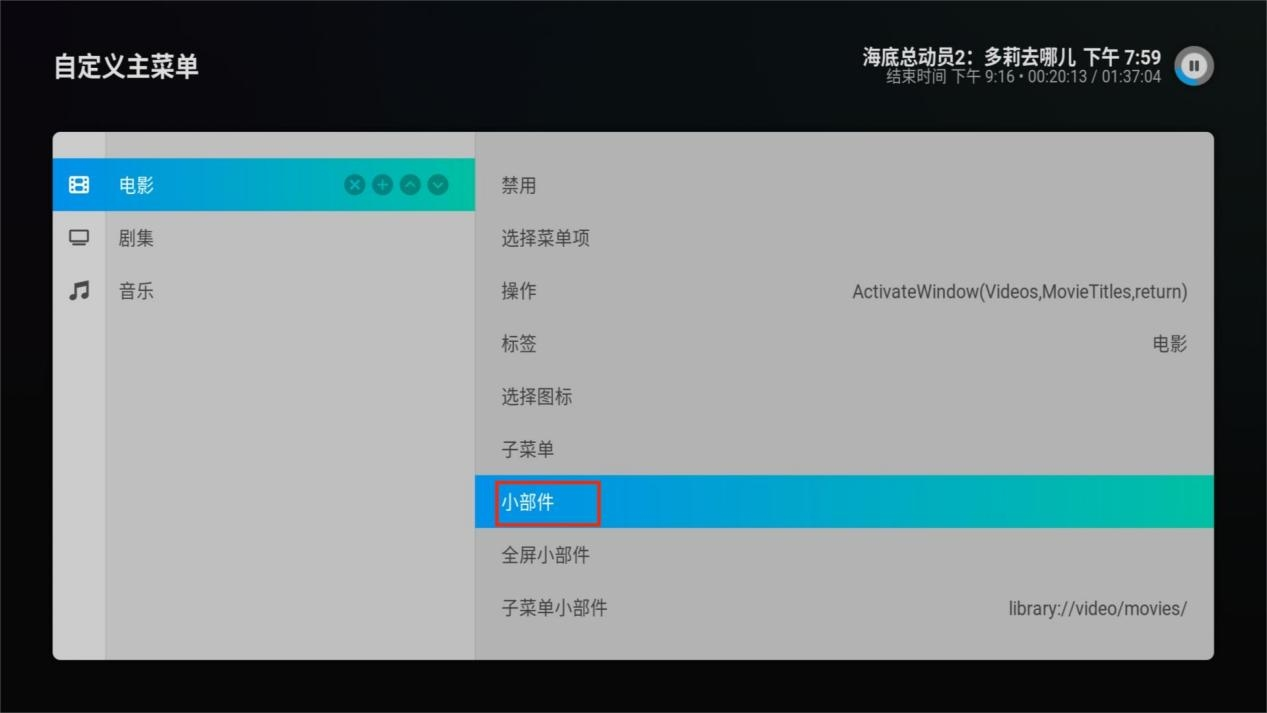 自定义主菜单
海底总动员2：多莉去哪儿 下午 7:59
结束时间 下午 9:16 • 00:20:13 / 01:37:04
电影
剧集
音乐
禁用
选择菜单项
操作 ActivateWindow(Videos,MovieTitles,return)
标签 电影
选择图标
子菜单
小部件
全屏小部件
子菜单小部件 library://video/movies/